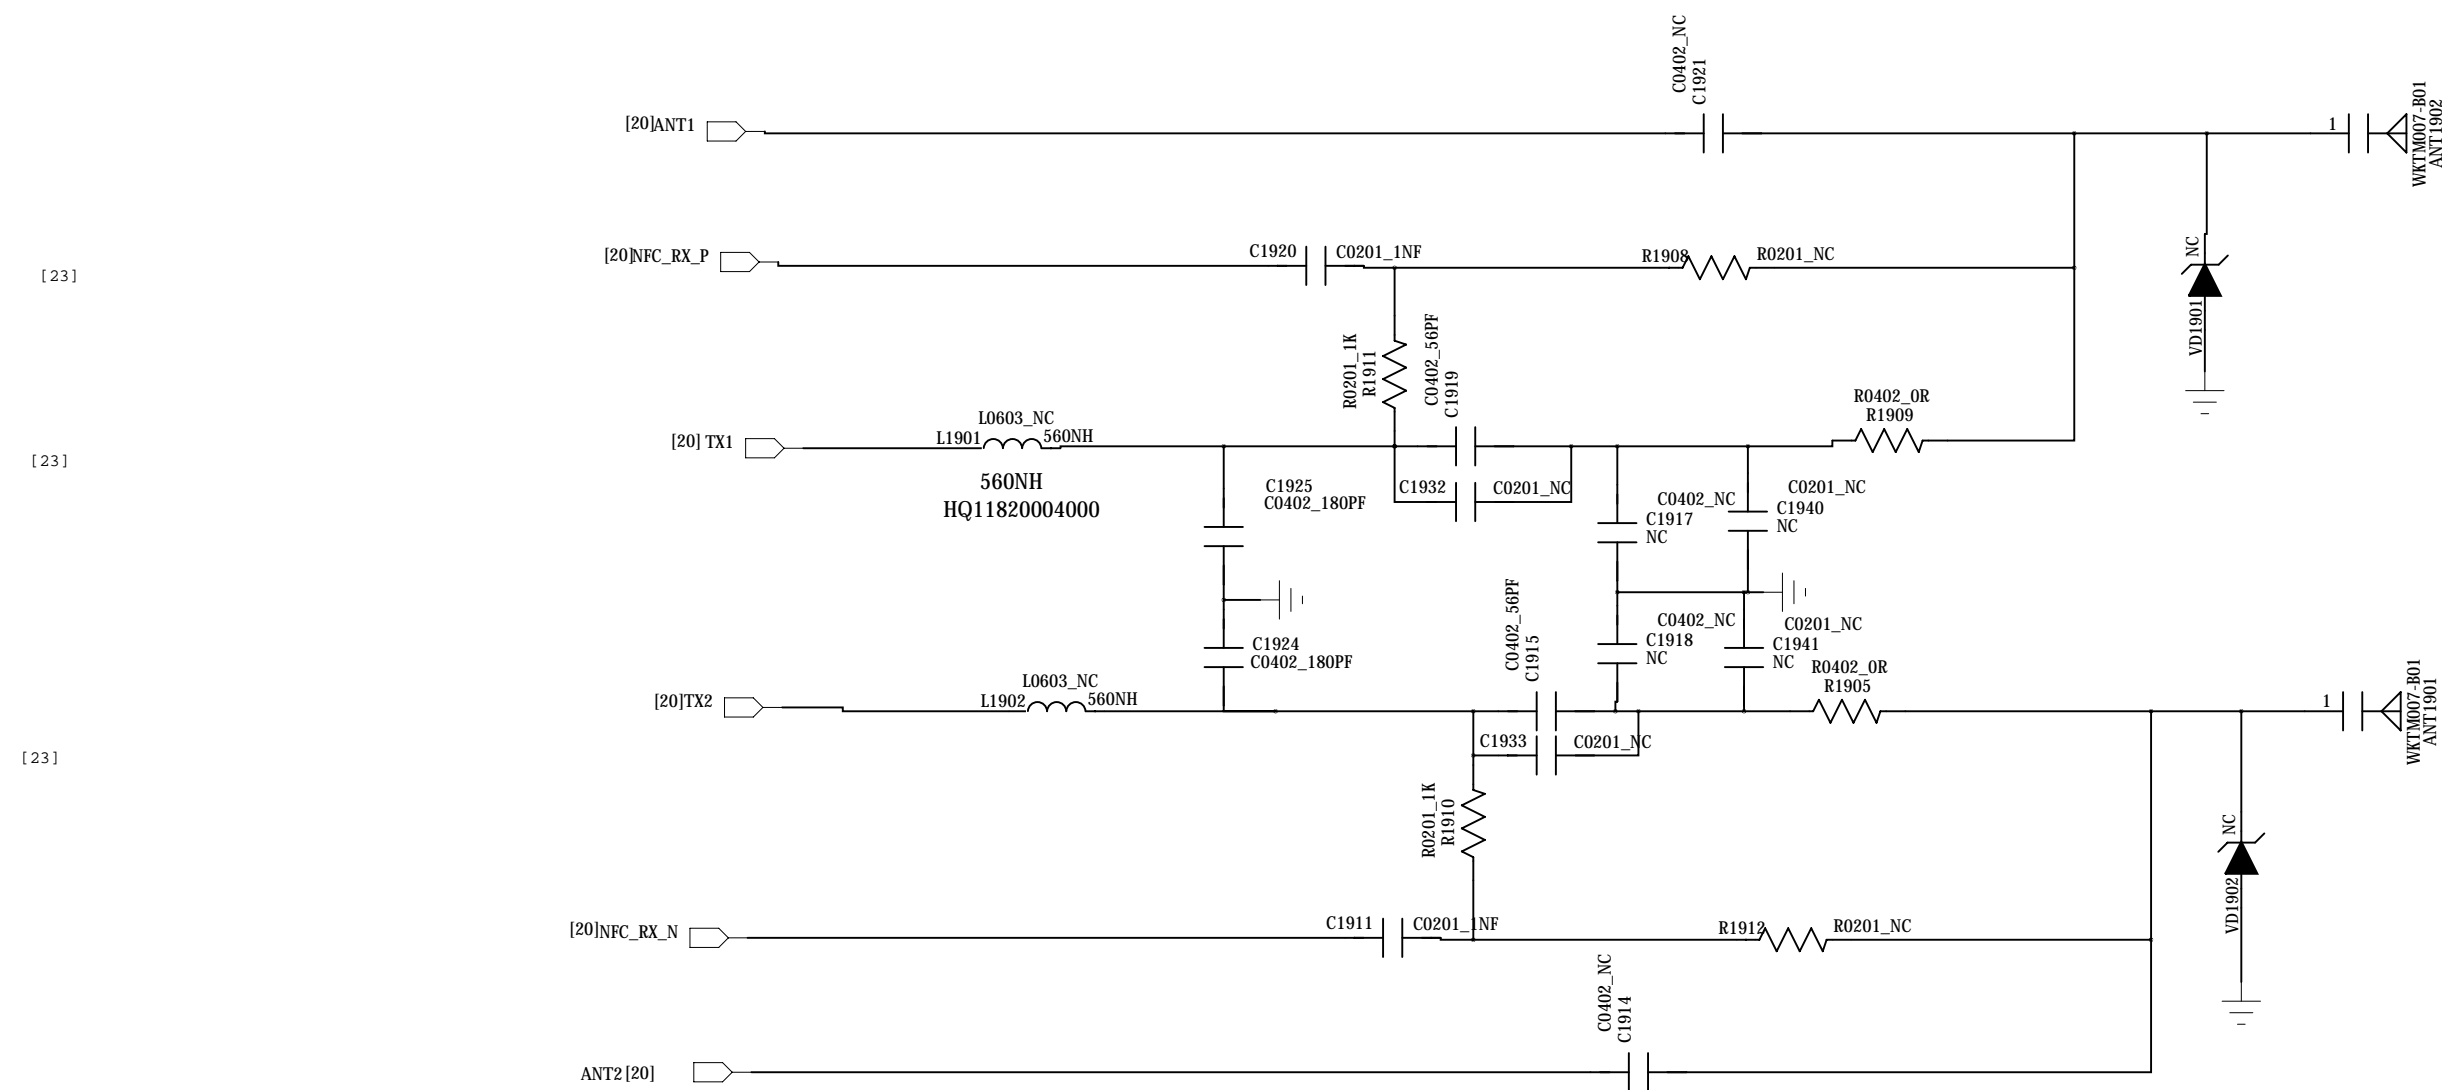 C0402_NC
C1921
[20]ANT1
1
WKTM007-B01
ANT1902
[20]NFC_RX_P
C1920
C0201_1NF
R1908
R0201_NC
NC
VD1901
[23]
R0201_1K
R1911
C0402_56PF
C1919
R0402_0R
R1909
[20] TX1
L0603_NC
L1901
560NH
560NH
HQ11820004000
[23]
C1925
C0402_180PF
C1932
C0201_NC
C0402_NC
C1917
NC
C0201_NC
C1940
NC
C0402_56PF
C1915
C1924
C0402_180PF
C0402_NC
C1918
NC
C0201_NC
C1941
NC
R0402_0R
R1905
[20]TX2
L0603_NC
L1902
560NH
1
WKTM007-B01
ANT1901
C1933
C0201_NC
[23]
R0201_1K
R1910
NC
VD1902
[20]NFC_RX_N
C1911
C0201_1NF
R1912
R0201_NC
C0402_NC
C1914
ANT2 [20]